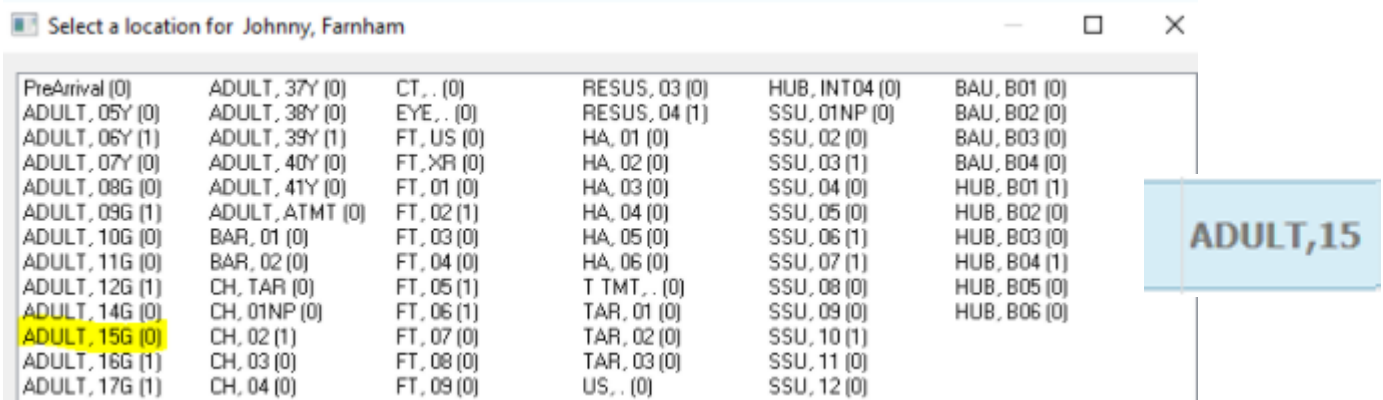 Select a location for Johnny, Farnham
PreArrival (0) ADULT, 37Y (0) CT, . (0) RESUS, 03 (0) HUB, INT04 (0) BAU, B01 (0)
ADULT, 05Y (0) ADULT, 38Y (0) EYE, . (0) RESUS, 04 (1) SSU, 01NP (0) BAU, B02 (0)
ADULT, 06Y (1) ADULT, 39Y (1) FT, US (0) HA, 01 (0) SSU, 02 (0) BAU, B03 (0)
ADULT, 07Y (0) ADULT, 40Y (0) FT, XR (0) HA, 02 (0) SSU, 03 (1) BAU, B04 (0)
ADULT, 08G (0) ADULT, 41Y (0) FT, 01 (0) HA, 03 (0) SSU, 04 (0) HUB, B01 (1)
ADULT, 09G (1) ADULT, ATMT (0) FT, 02 (1) HA, 04 (0) SSU, 05 (0) HUB, B02 (0)
ADULT, 10G (0) BAR, 01 (0) FT, 03 (0) HA, 05 (0) SSU, 06 (1) HUB, B03 (0)
ADULT, 11G (0) BAR, 02 (0) FT, 04 (0) HA, 06 (0) SSU, 07 (1) HUB, B04 (1)
ADULT, 12G (1) CH, TAR (0) FT, 05 (1) T TMT, . (0) SSU, 08 (0) HUB, B05 (0)
ADULT, 14G (0) CH, 01NP (0) FT, 06 (1) TAR, 01 (0) SSU, 09 (0) HUB, B06 (0)
ADULT, 15G (0) CH, 02 (1) FT, 07 (0) TAR, 02 (0) SSU, 10 (1)
ADULT, 16G (1) CH, 03 (0) FT, 08 (0) TAR, 03 (0) SSU, 11 (0)
ADULT, 17G (1) CH, 04 (0) FT, 09 (0) US, . (0) SSU, 12 (0)
ADULT,15